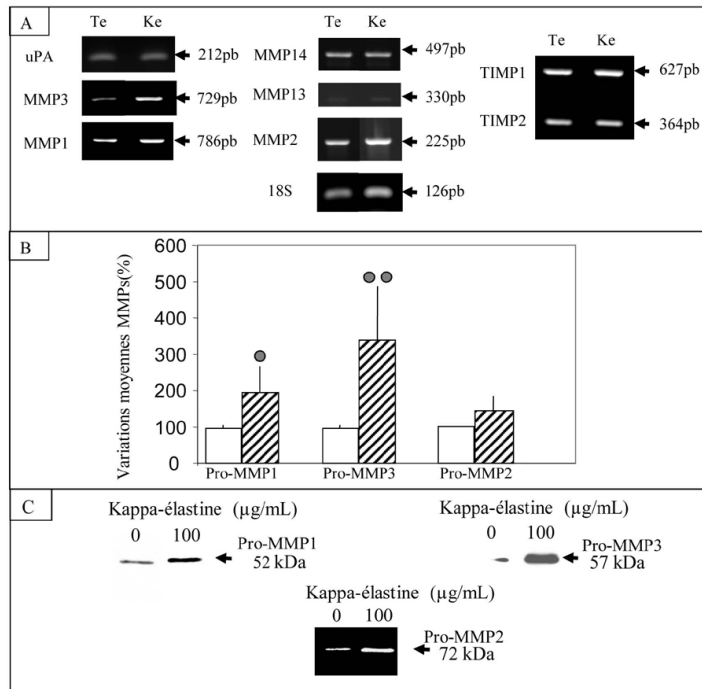 A
Te Ke
uPA 212pb
MMP3 729pb
MMP1 786pb
Te Ke
MMP14 497pb
MMP13 330pb
MMP2 225pb
18S 126pb
Te Ke
TIMP1 627pb
TIMP2 364pb
B
Variations moyennes MMPs(%)
600
500
400
300
200
100
0
Pro-MMP1 Pro-MMP3 Pro-MMP2
C
Kappa-élastine (µg/mL)
0 100
Pro-MMP1
52 kDa
Kappa-élastine (µg/mL)
0 100
Pro-MMP3
57 kDa
Kappa-élastine (µg/mL)
0 100
Pro-MMP2
72 kDa